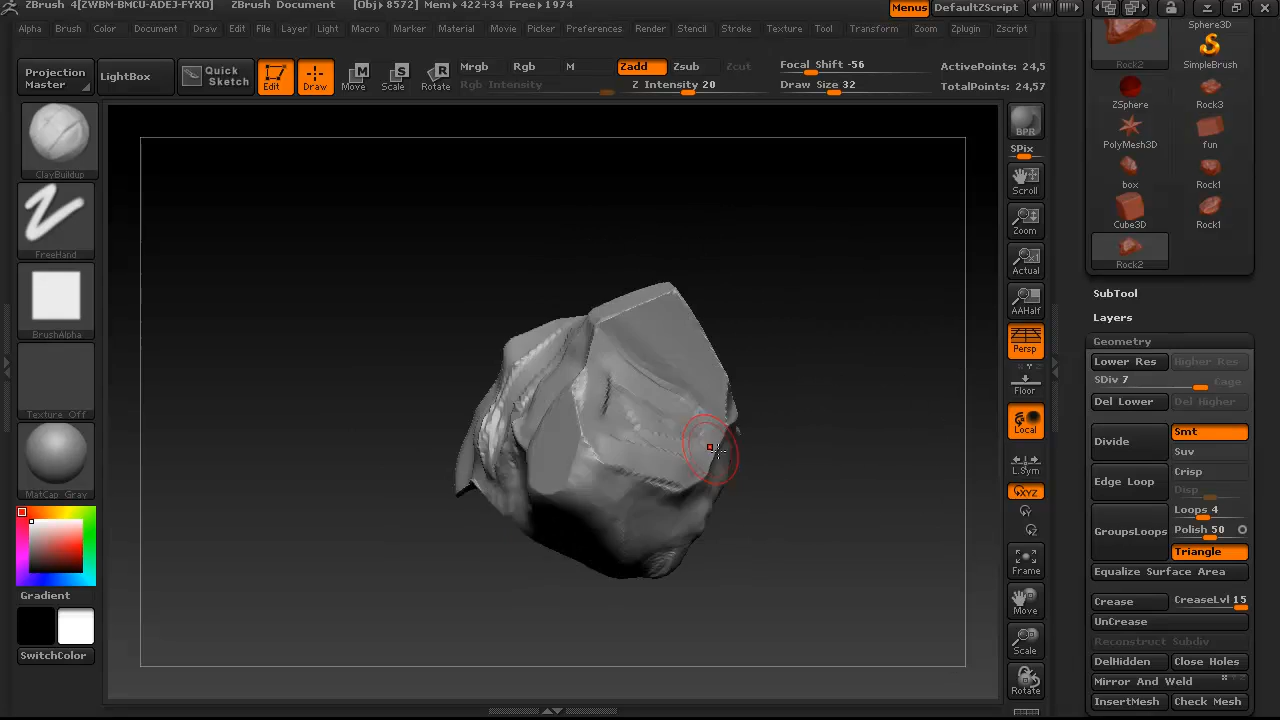 ZBrush 4[ZWBM-BMCU-ADEJ-FYXO] ZBrush Document [Obj▸8572] Mem▸422+34 Free▸1974 Menus DefaultZScript
Alpha Brush Color Document Draw Edit File Layer Light Macro Marker Material Movie Picker Preferences Render Stencil Stroke Texture Tool Transform Zoom Zplugin Zscript
Projection Master
LightBox
Quick Sketch
Edit
Draw
Move
Scale
Rotate
Mrgb Rgb M Zadd Zsub Zcut
Rgb Intensity
Z Intensity 20
Focal Shift -56
Draw Size 32
ActivePoints: 24,5
TotalPoints: 24,57
ClayBuildup
FreeHand
BrushAlpha
Texture Off
MatCap Gray
Gradient
SwitchColor
BPR
SPix
Scroll
Zoom
Actual
AAHalf
Persp
Floor
Local
L.Sym
XYZ
Y
Z
Frame
Move
Scale
Rotate
Rock2
Sphere3D
SimpleBrush
ZSphere
Rock3
PolyMesh3D
fun
box
Rock1
Cube3D
Rock1
Rock2
SubTool
Layers
Geometry
Lower Res Higher Res
SDiv 7 Cage
Del Lower Del Higher
Divide
Smt
Suv
Edge Loop
Crisp
Disp
GroupsLoops
Loops 4
Polish 50
Triangle
Equalize Surface Area
Crease CreaseLvl 15
UnCrease
Reconstruct Subdiv
DelHidden Close Holes
Mirror And Weld
InsertMesh Check Mesh